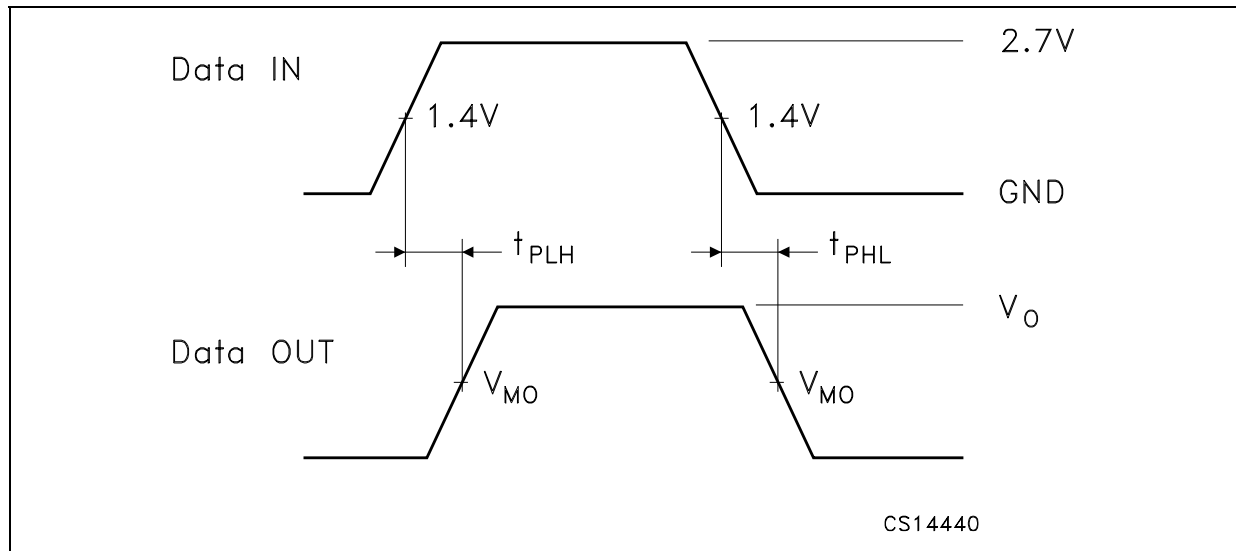 2.7V
Data IN
1.4V 1.4V
GND
tPLH tPHL
VO
Data OUT
VMO VMO
CS14440